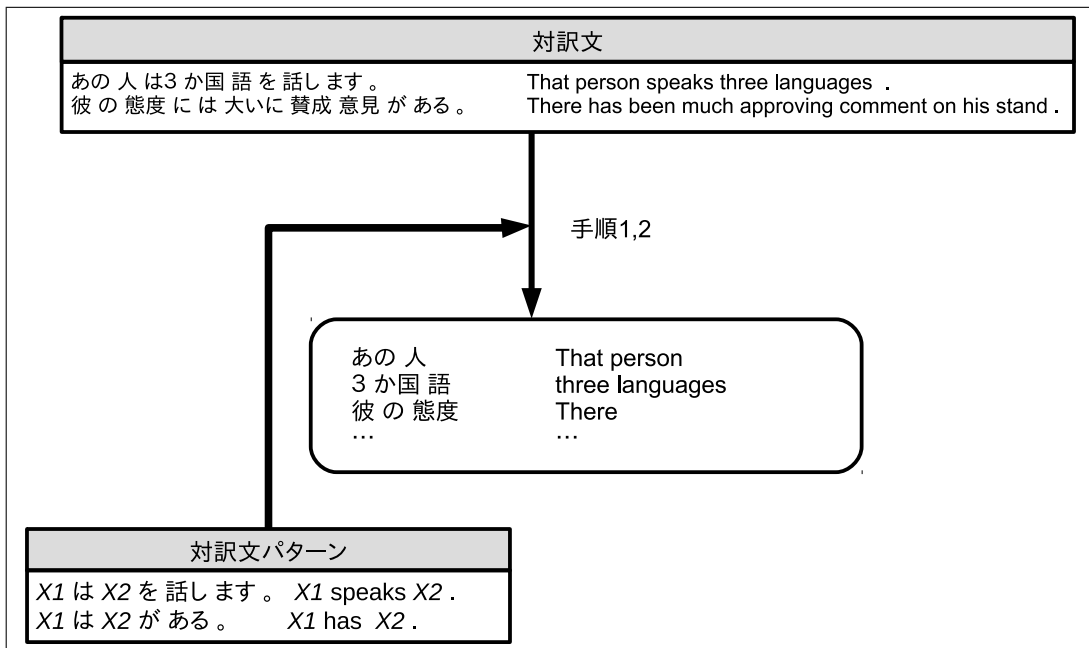 対訳文
あの 人 は3 か国 語 を 話し ます 。 That person speaks three languages .
彼 の 態度 に は 大いに 賛成 意見 が ある 。 There has been much approving comment on his stand .
手順1,2
あの 人 That person
3 か国 語 three languages
彼 の 態度 There
… …
対訳文パターン
X1 は X2 を 話し ます 。 X1 speaks X2 .
X1 は X2 が ある 。 X1 has X2 .